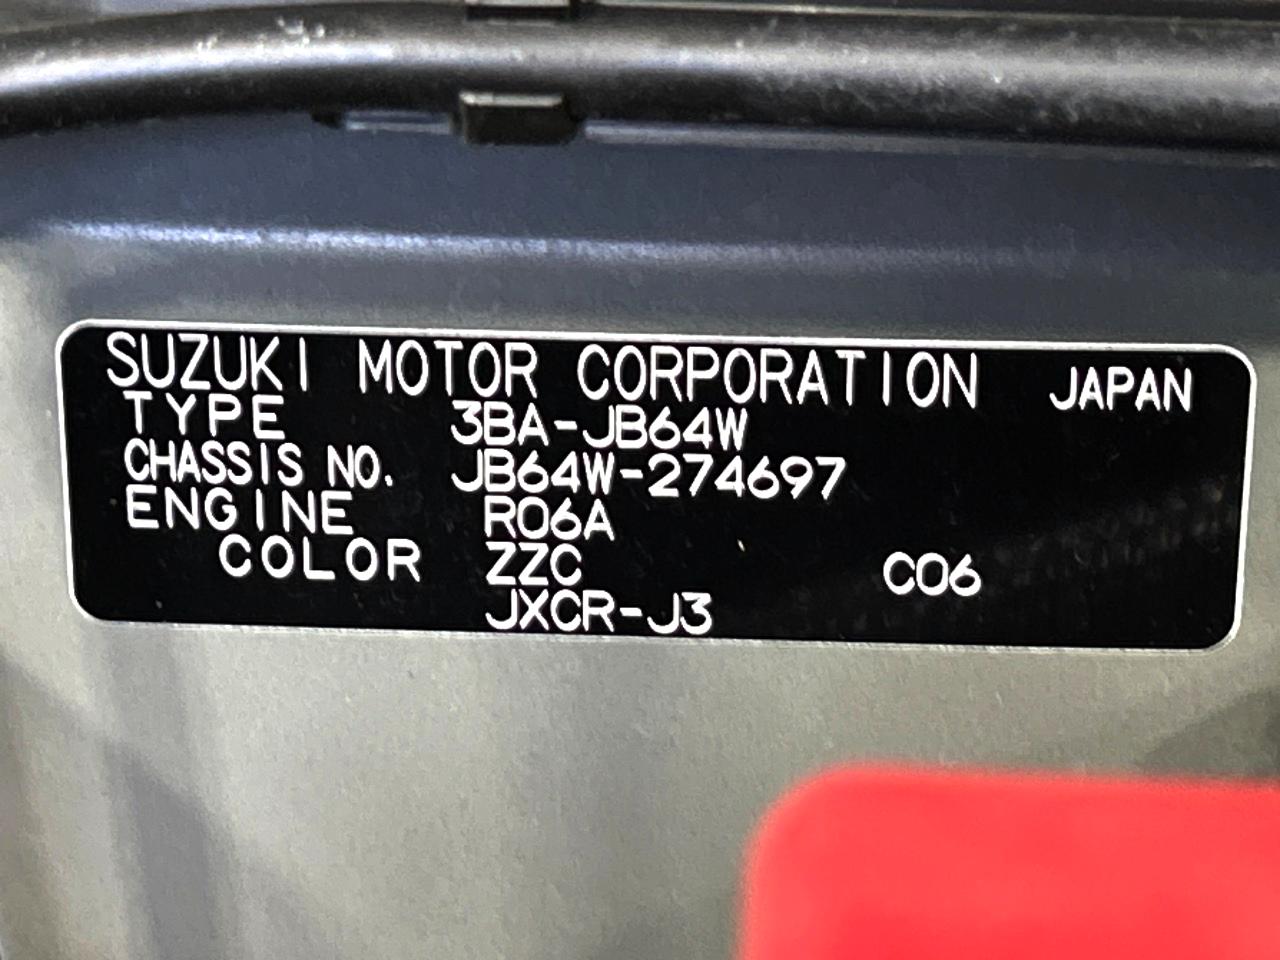 SUZUKI MOTOR CORPORATION JAPAN
TYPE 3BA-JB64W
CHASSIS NO. JB64W-274697
ENGINE R06A
COLOR ZZC C06
JXCR-J3